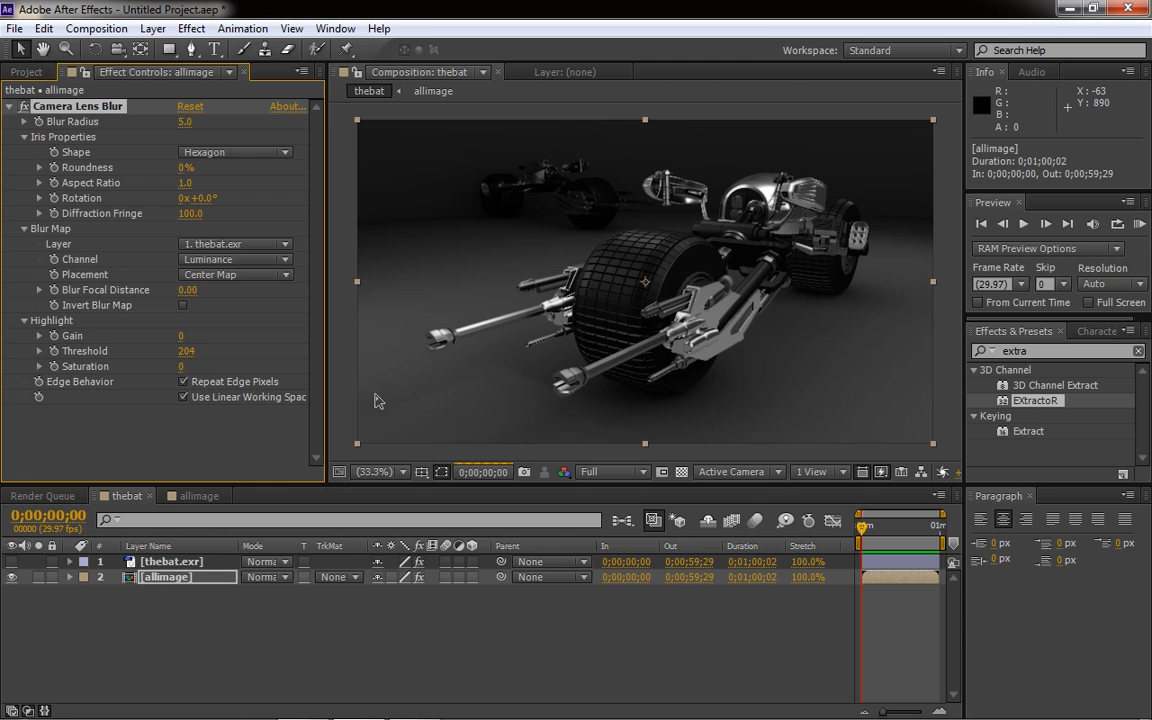 Ae Adobe After Effects - Untitled Project.aep *
File Edit Composition Layer Effect Animation View Window Help
Workspace: Standard Search Help
Project Effect Controls: allimage Composition: thebat Layer: (none) Info Audio
thebat • allimage
thebat allimage
fx Camera Lens Blur Reset About...
Blur Radius 5.0
Iris Properties
Shape Hexagon
Roundness 0%
Aspect Ratio 1.0
Rotation 0x+0.0°
Diffraction Fringe 100.0
Blur Map
Layer 1. thebat.exr
Channel Luminance
Placement Center Map
Blur Focal Distance 0.00
Invert Blur Map
Highlight
Gain 0
Threshold 204
Saturation 0
Edge Behavior Repeat Edge Pixels
Use Linear Working Spac
(33.3%) 0;00;00;00 Full Active Camera 1 View
R :
G :
B :
A : 0
X : -63
Y : 890
[allimage]
Duration: 0;01;00;02
In: 0;00;00;00, Out: 0;00;59;29
Preview
RAM Preview Options
Frame Rate Skip Resolution
(29.97) 0 Auto
From Current Time Full Screen
Effects & Presets Characte
extra
3D Channel
3D Channel Extract
EXtractoR
Keying
Extract
Render Queue thebat allimage
0;00;00;00
00000 (29.97 fps)
01m
# Layer Name Mode T TrkMat Parent In Out Duration Stretch
1 [thebat.exr] Norma fx None 0;00;00;00 0;00;59;29 0;01;00;02 100.0%
2 [allimage] Norma None fx None 0;00;00;00 0;00;59;29 0;01;00;02 100.0%
Paragraph
0 px 0 px 0 px
0 px 0 px